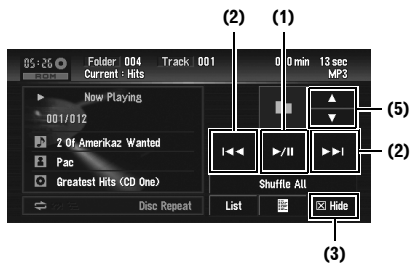 (2) (1)
05:26 Folder 004 Track 001 0 0 min 13 sec
ROM Current : Hits MP3
Now Playing
001/012
(5)
2 Of Amerikaz Wanted
Pac
(2)
Greatest Hits (CD One)
Shuffle All
Disc Repeat List Hide
(3)